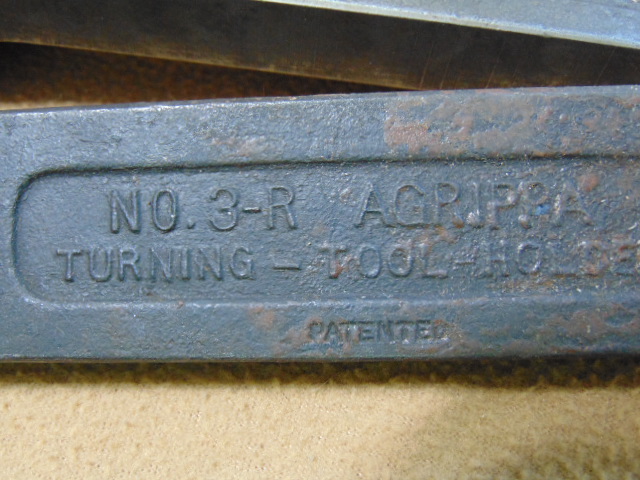 NO. 3-R AGRIPPA
TURNING - TOOL-HOLDE
PATENTED